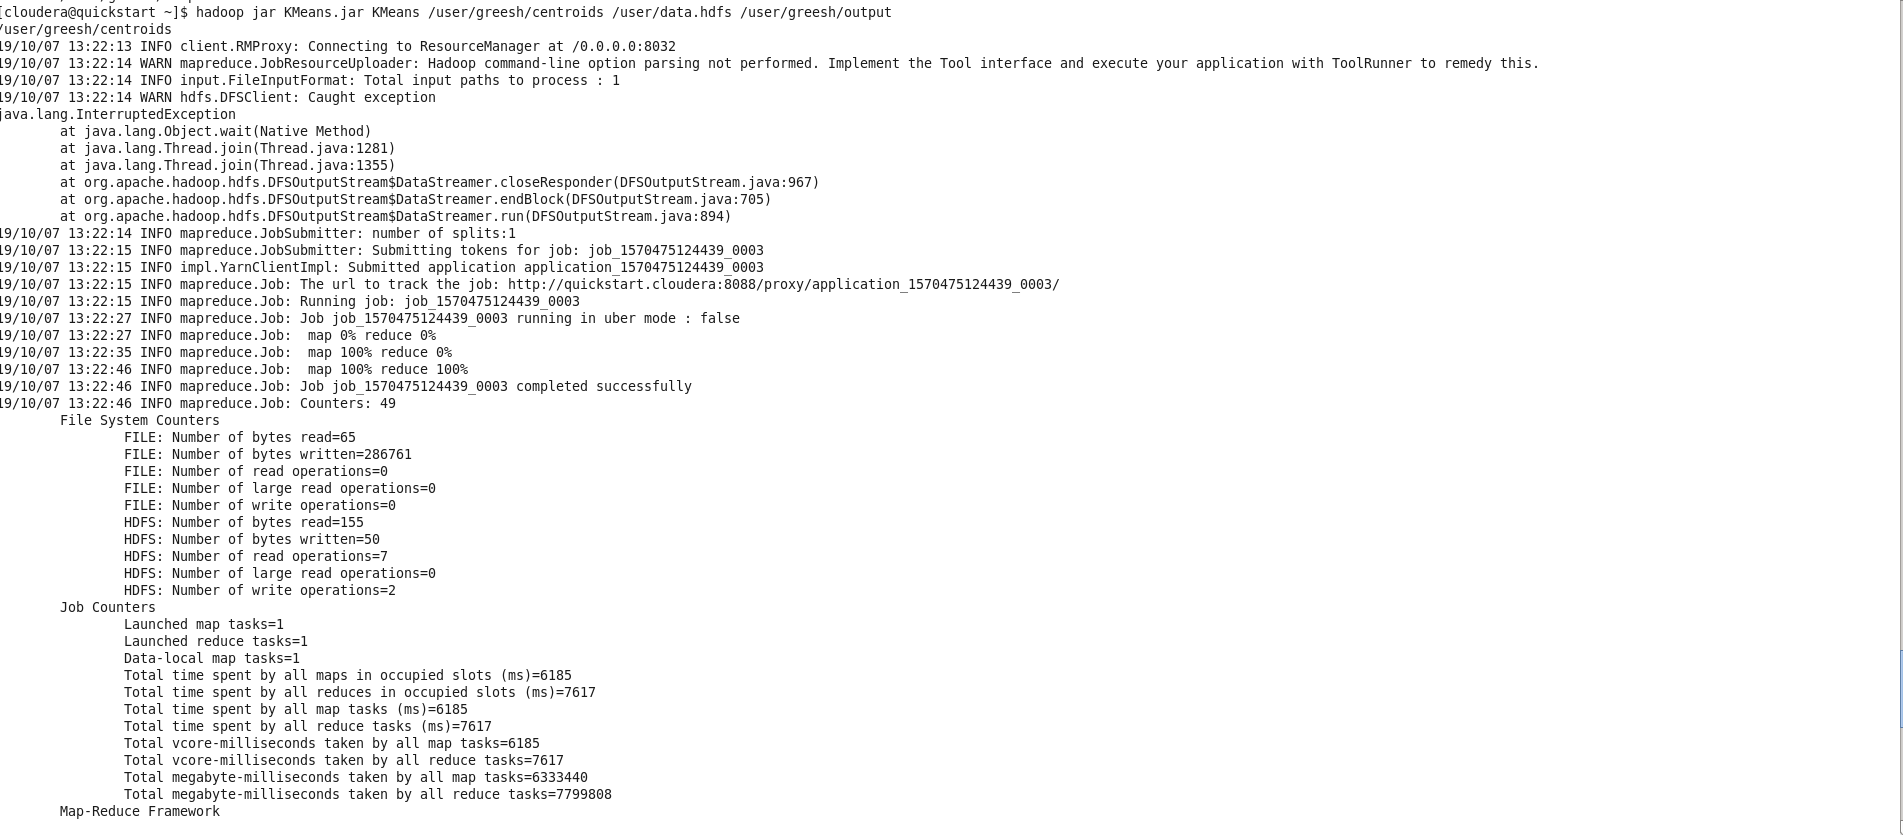 [cloudera@quickstart ~]$ hadoop jar KMeans.jar KMeans /user/greesh/centroids /user/data.hdfs /user/greesh/output
/user/greesh/centroids
19/10/07 13:22:13 INFO client.RMProxy: Connecting to ResourceManager at /0.0.0.0:8032
19/10/07 13:22:14 WARN mapreduce.JobResourceUploader: Hadoop command-line option parsing not performed. Implement the Tool interface and execute your application with ToolRunner to remedy this.
19/10/07 13:22:14 INFO input.FileInputFormat: Total input paths to process : 1
19/10/07 13:22:14 WARN hdfs.DFSClient: Caught exception
java.lang.InterruptedException
at java.lang.Object.wait(Native Method)
at java.lang.Thread.join(Thread.java:1281)
at java.lang.Thread.join(Thread.java:1355)
at org.apache.hadoop.hdfs.DFSOutputStream$DataStreamer.closeResponder(DFSOutputStream.java:967)
at org.apache.hadoop.hdfs.DFSOutputStream$DataStreamer.endBlock(DFSOutputStream.java:705)
at org.apache.hadoop.hdfs.DFSOutputStream$DataStreamer.run(DFSOutputStream.java:894)
19/10/07 13:22:14 INFO mapreduce.JobSubmitter: number of splits:1
19/10/07 13:22:15 INFO mapreduce.JobSubmitter: Submitting tokens for job: job_1570475124439_0003
19/10/07 13:22:15 INFO impl.YarnClientImpl: Submitted application application_1570475124439_0003
19/10/07 13:22:15 INFO mapreduce.Job: The url to track the job: http://quickstart.cloudera:8088/proxy/application_1570475124439_0003/
19/10/07 13:22:15 INFO mapreduce.Job: Running job: job_1570475124439_0003
19/10/07 13:22:27 INFO mapreduce.Job: Job job_1570475124439_0003 running in uber mode : false
19/10/07 13:22:27 INFO mapreduce.Job:  map 0% reduce 0%
19/10/07 13:22:35 INFO mapreduce.Job:  map 100% reduce 0%
19/10/07 13:22:46 INFO mapreduce.Job:  map 100% reduce 100%
19/10/07 13:22:46 INFO mapreduce.Job: Job job_1570475124439_0003 completed successfully
19/10/07 13:22:46 INFO mapreduce.Job: Counters: 49
File System Counters
FILE: Number of bytes read=65
FILE: Number of bytes written=286761
FILE: Number of read operations=0
FILE: Number of large read operations=0
FILE: Number of write operations=0
HDFS: Number of bytes read=155
HDFS: Number of bytes written=50
HDFS: Number of read operations=7
HDFS: Number of large read operations=0
HDFS: Number of write operations=2
Job Counters
Launched map tasks=1
Launched reduce tasks=1
Data-local map tasks=1
Total time spent by all maps in occupied slots (ms)=6185
Total time spent by all reduces in occupied slots (ms)=7617
Total time spent by all map tasks (ms)=6185
Total time spent by all reduce tasks (ms)=7617
Total vcore-milliseconds taken by all map tasks=6185
Total vcore-milliseconds taken by all reduce tasks=7617
Total megabyte-milliseconds taken by all map tasks=6333440
Total megabyte-milliseconds taken by all reduce tasks=7799808
Map-Reduce Framework